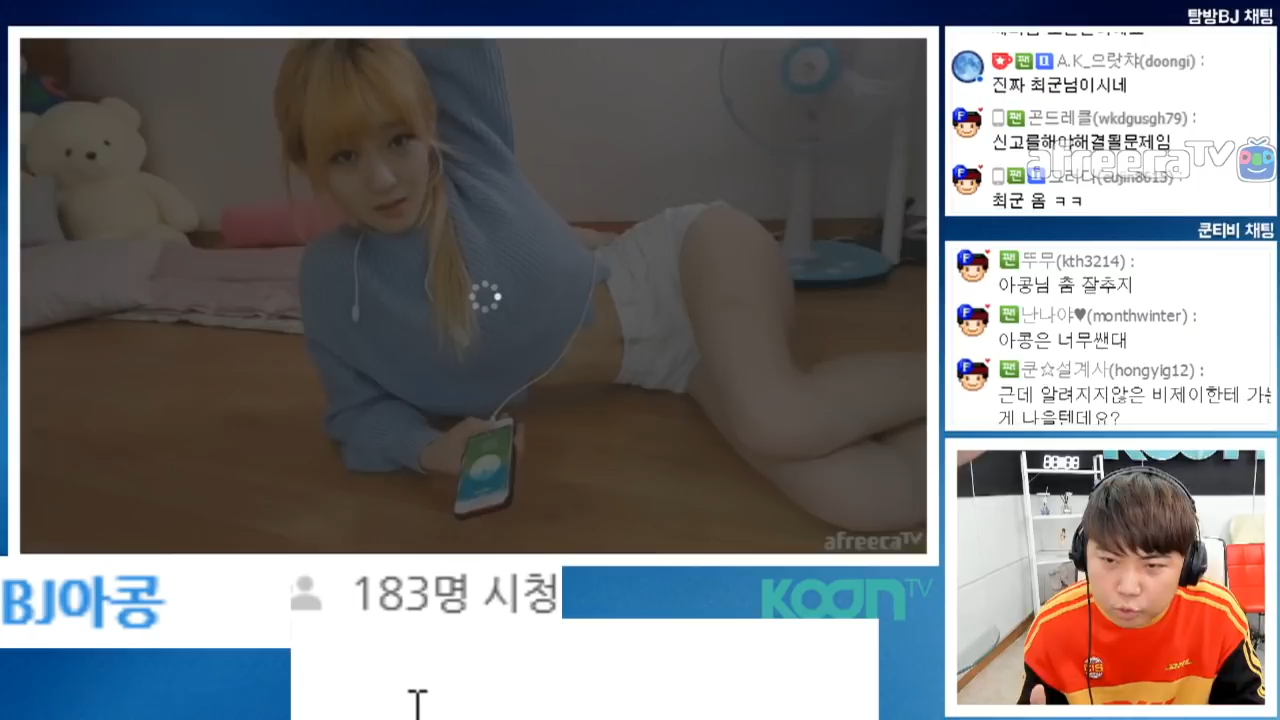 탐방BJ 채팅
A.K_으랏챠(doongi) :
진짜 최군님이시네
곤드레클(wkdgusgh79) :
신고를해야해결될문제임
afreecaTV
최군 옴 ㅋㅋ
쿤티비 채팅
뚜무(kth3214) :
아콩님 춤 잘추지
난나야♥(monthwinter) :
아콩은 너무쌘대
쿤☆설계사(hongyig12) :
근데 알려지지않은 비제이한테 가는
게 나을텐데요?
afreecaTV
BJ아콩
183명 시청
KOONTV